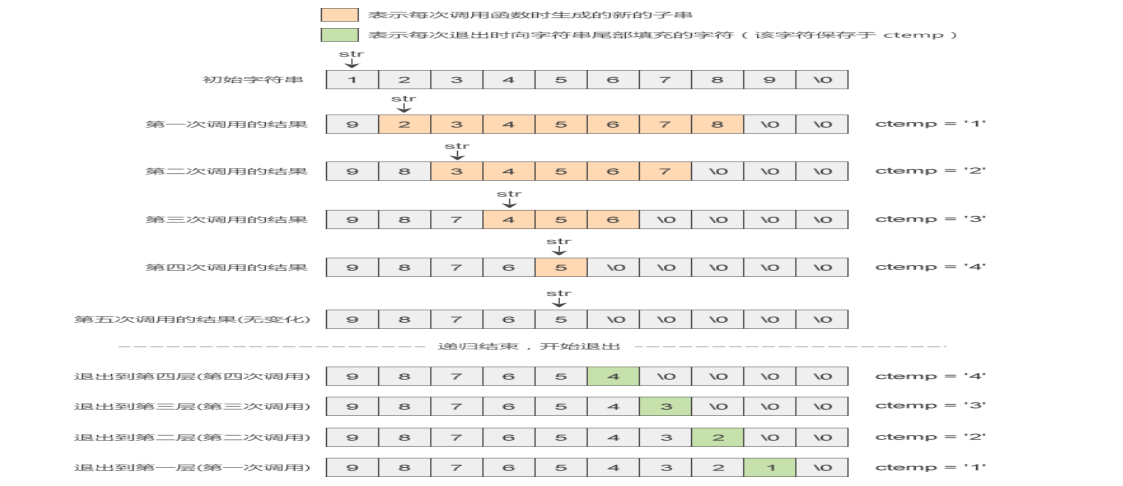 表示每次调用函数时生成的新的子串
表示每次退出时向字符串尾部填充的字符（该字符保存于 ctemp ）
str
初始字符串 1 2 3 4 5 6 7 8 9 \0
str
第一次调用的结果 9 2 3 4 5 6 7 8 \0 \0 ctemp = '1'
str
第二次调用的结果 9 8 3 4 5 6 7 \0 \0 \0 ctemp = '2'
str
第三次调用的结果 9 8 7 4 5 6 \0 \0 \0 \0 ctemp = '3'
str
第四次调用的结果 9 8 7 6 5 \0 \0 \0 \0 \0 ctemp = '4'
str
第五次调用的结果(无变化) 9 8 7 6 5 \0 \0 \0 \0 \0
递归结束，开始退出
退出到第四层(第四次调用) 9 8 7 6 5 4 \0 \0 \0 \0 ctemp = '4'
退出到第三层(第三次调用) 9 8 7 6 5 4 3 \0 \0 \0 ctemp = '3'
退出到第二层(第二次调用) 9 8 7 6 5 4 3 2 \0 \0 ctemp = '2'
退出到第一层(第一次调用) 9 8 7 6 5 4 3 2 1 \0 ctemp = '1'